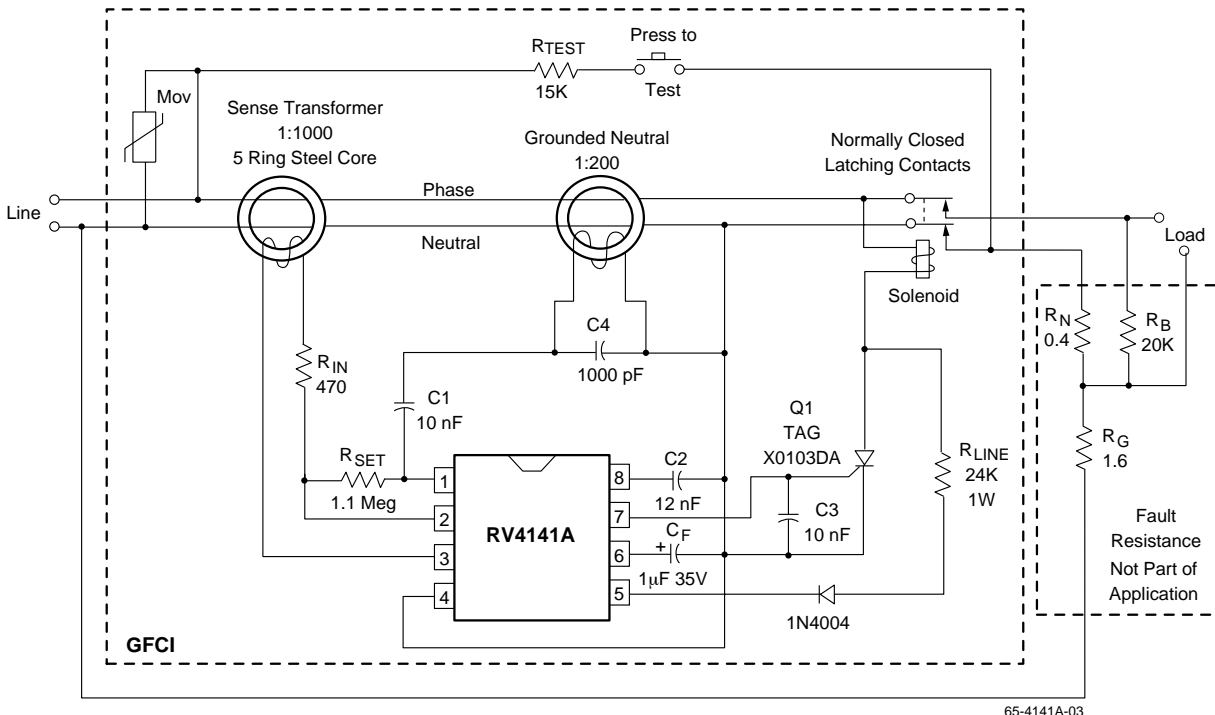 RTEST
15K
Press to
Test
Mov
Sense Transformer
1:1000
5 Ring Steel Core
Grounded Neutral
1:200
Normally Closed
Latching Contacts
Line
Phase
Neutral
Load
Solenoid
RIN
470
C4
1000 pF
C1
10 nF
RSET
1.1 Meg
1
2
3
4
RV4141A
8
7
6
5
C2
12 nF
CF
+
1µF 35V
Q1
TAG
X0103DA
C3
10 nF
1N4004
RLINE
24K
1W
RN
0.4
RB
20K
RG
1.6
Fault
Resistance
Not Part of
Application
GFCI
65-4141A-03